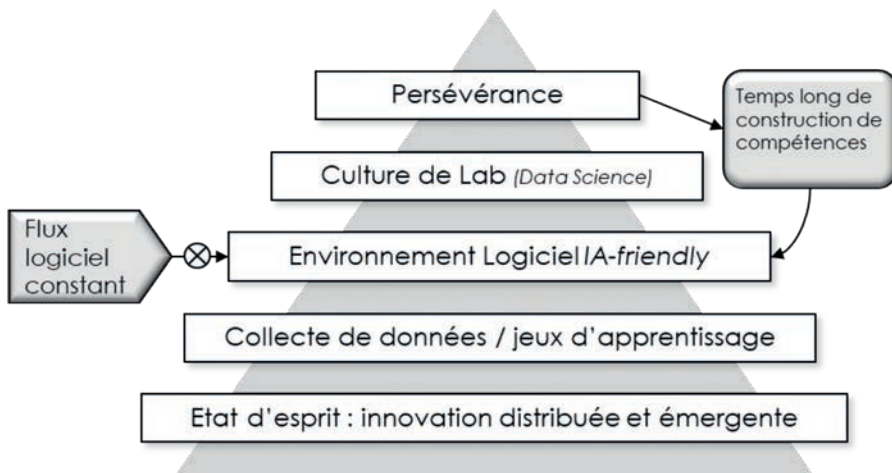 Persévérance
Temps long de
construction de
compétences
Culture de Lab (Data Science)
Flux
logiciel
constant
Environnement Logiciel IA-friendly
Collecte de données / jeux d'apprentissage
Etat d'esprit : innovation distribuée et émergente